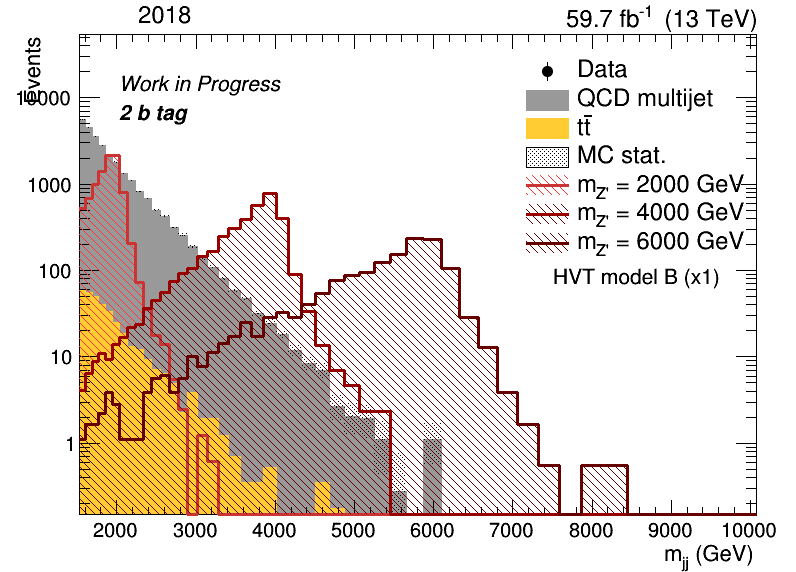 2018
59.7 fb⁻¹ (13 TeV)
events
Work in Progress
2 b tag
Data
QCD multijet
tt̄
MC stat.
m_Z' = 2000 GeV
m_Z' = 4000 GeV
m_Z' = 6000 GeV
HVT model B (x1)
10000
1000
100
10
1
2000 3000 4000 5000 6000 7000 8000 9000 10000
m_jj (GeV)